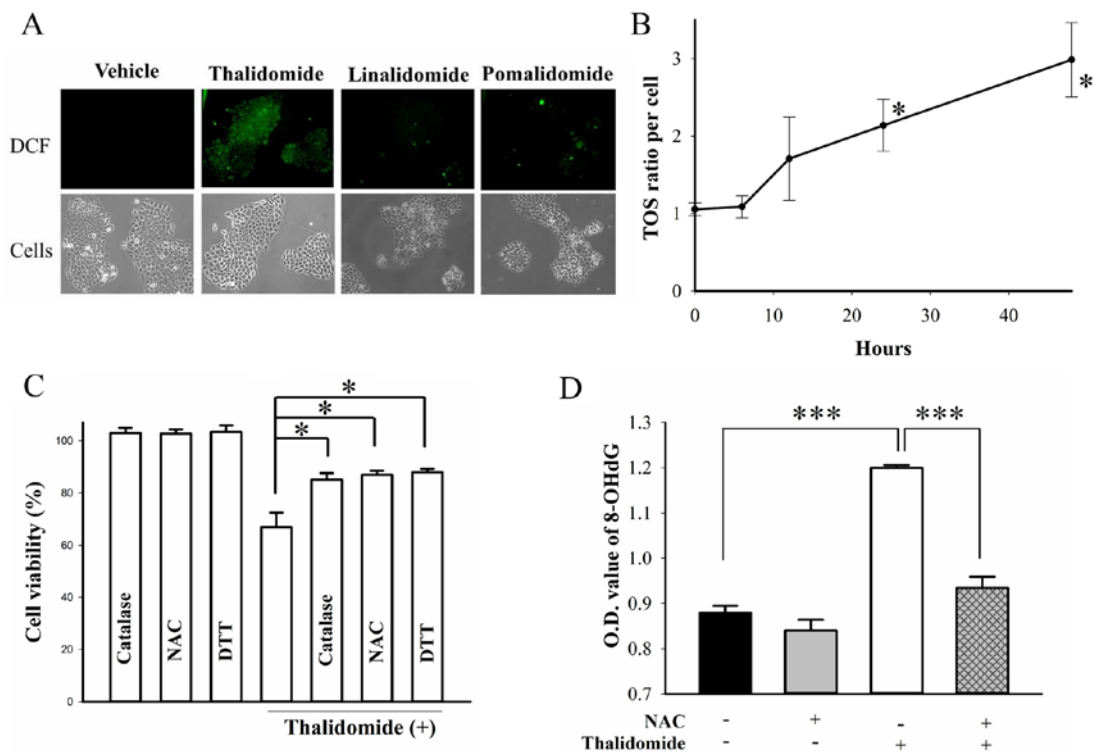 A
Vehicle Thalidomide Linalidomide Pomalidomide
DCF
Cells
B
TOS ratio per cell
3
2
1
0
0 10 20 30 40
Hours
*
*
C
Cell viability (%)
100
80
60
40
20
0
* * *
Catalase NAC DTT Catalase NAC DTT
Thalidomide (+)
D
O.D. value of 8-OHdG
1.3
1.2
1.1
1.0
0.9
0.8
0.7
*** ***
NAC - + - +
Thalidomide - - + +